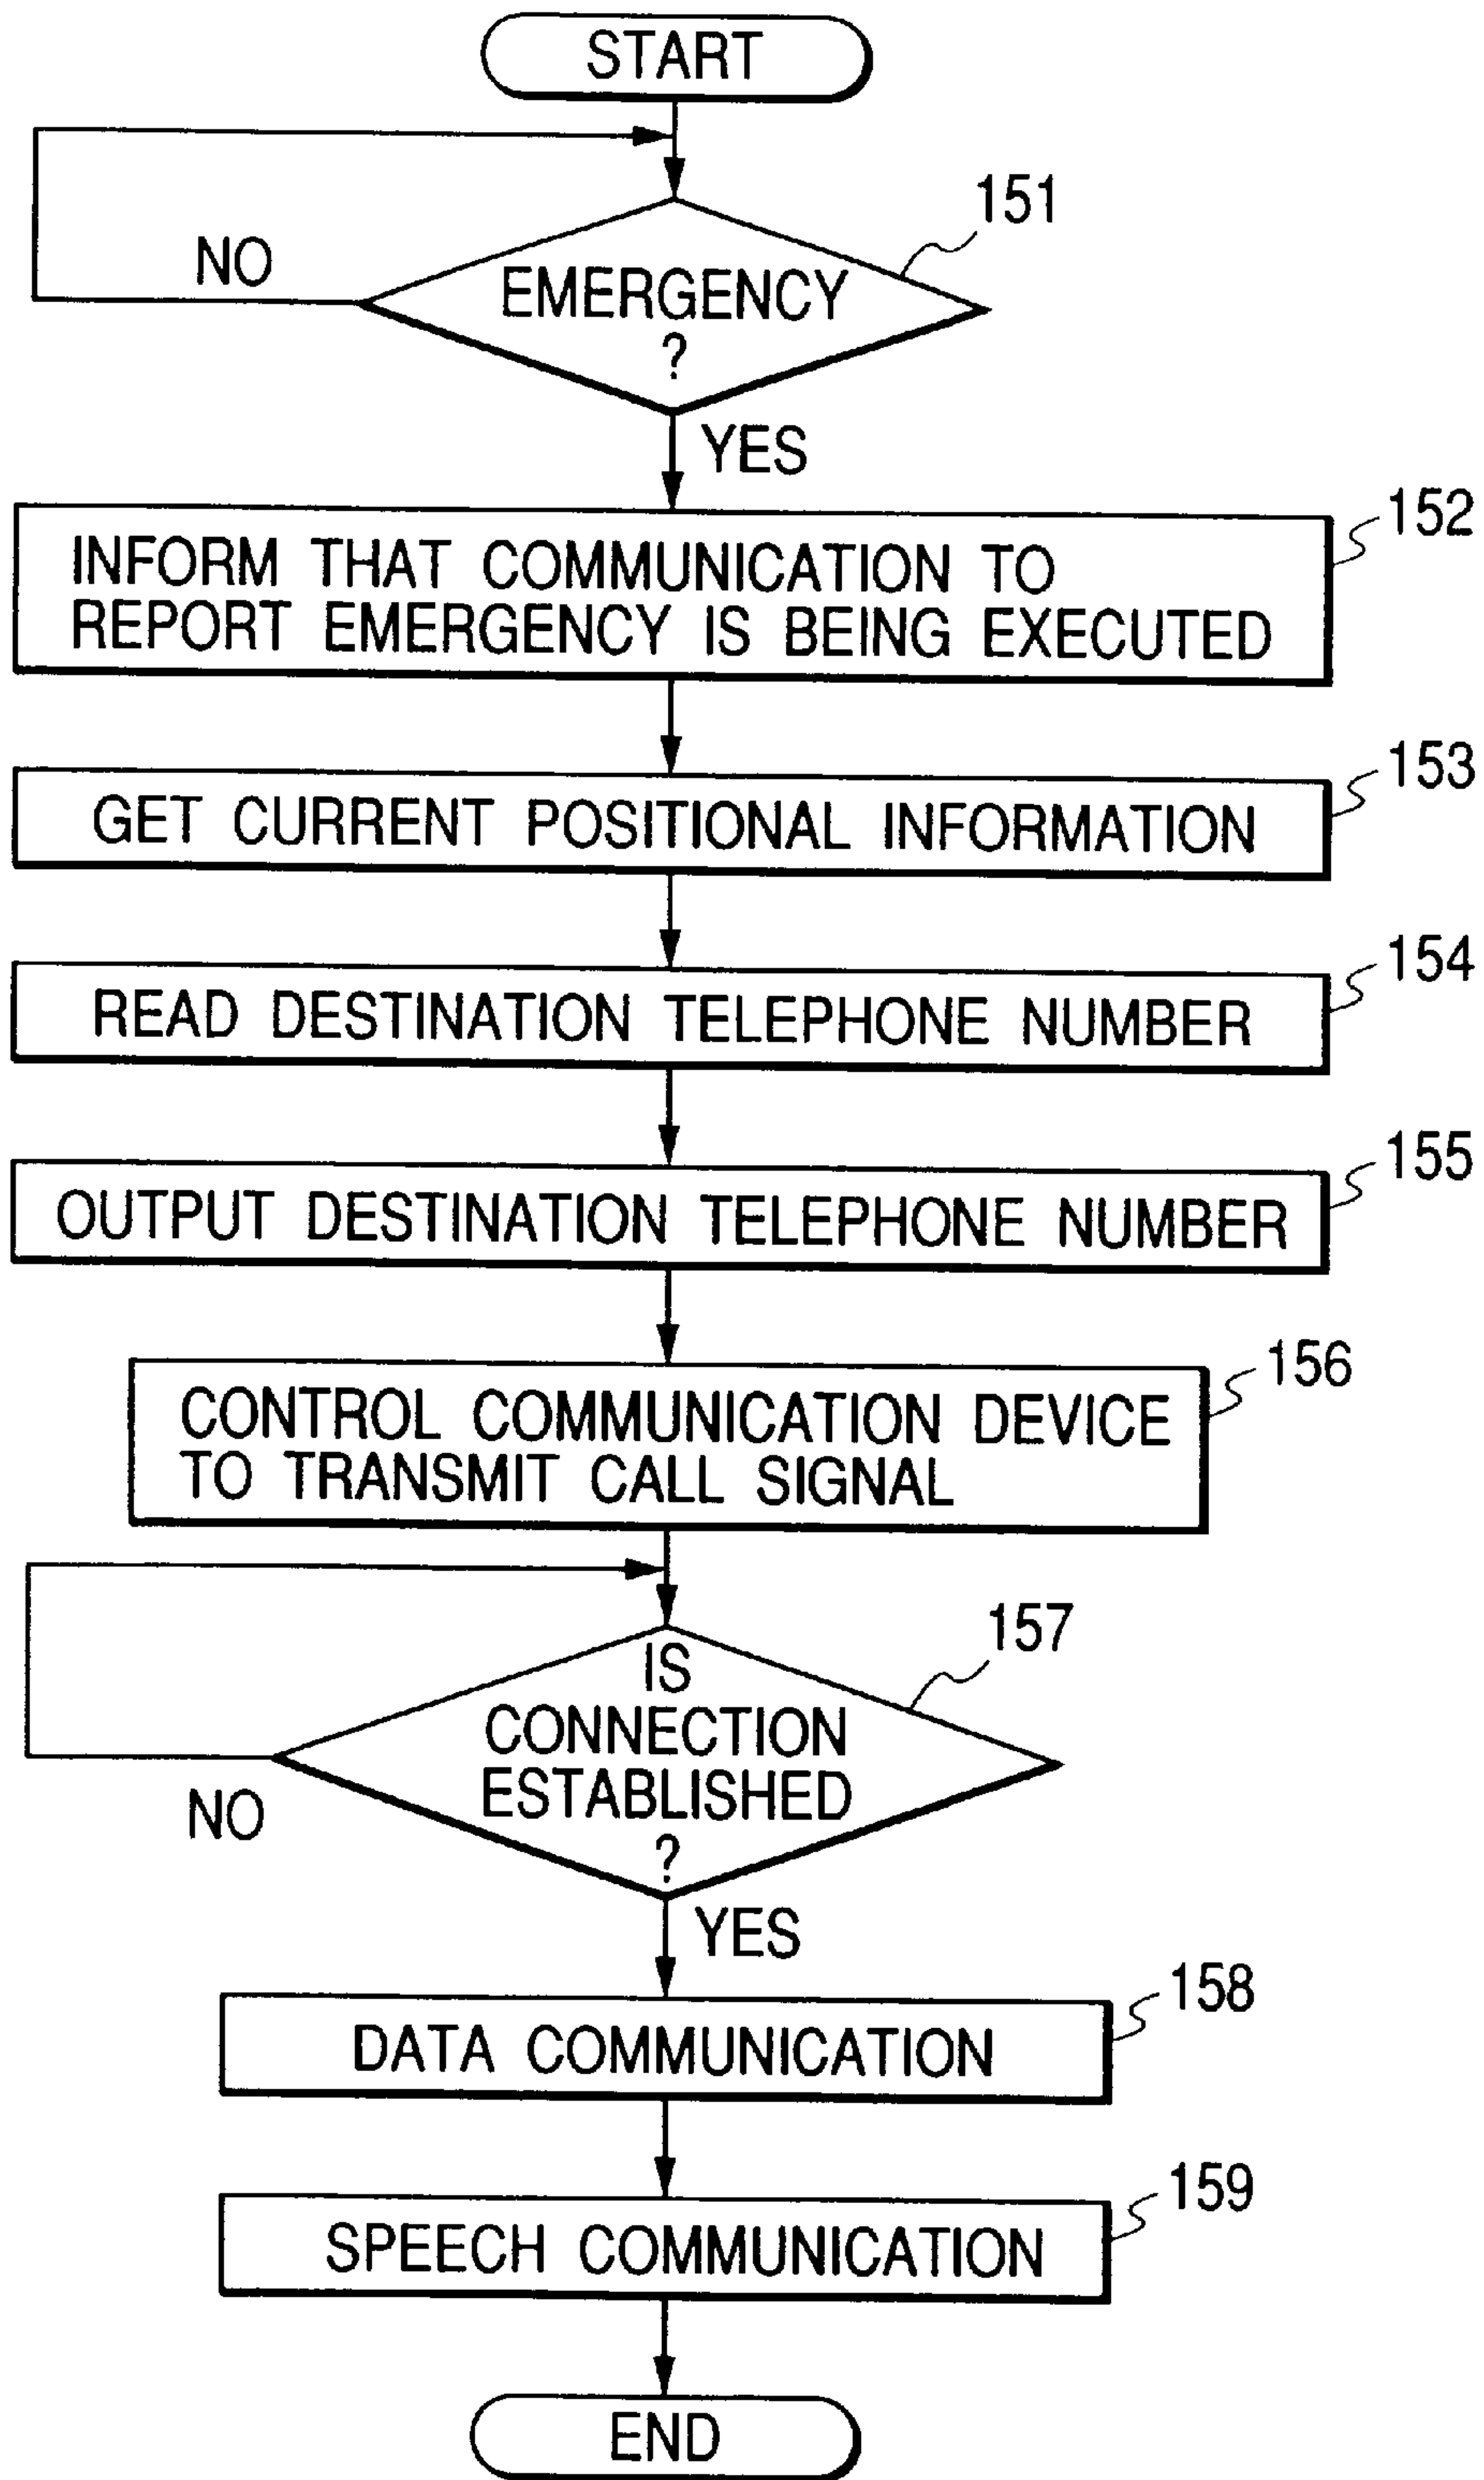 START
151
NO
EMERGENCY
?
YES
152
INFORM THAT COMMUNICATION TO
REPORT EMERGENCY IS BEING EXECUTED
153
GET CURRENT POSITIONAL INFORMATION
154
READ DESTINATION TELEPHONE NUMBER
155
OUTPUT DESTINATION TELEPHONE NUMBER
156
CONTROL COMMUNICATION DEVICE
TO TRANSMIT CALL SIGNAL
157
IS
CONNECTION
ESTABLISHED
?
NO
YES
158
DATA COMMUNICATION
159
SPEECH COMMUNICATION
END